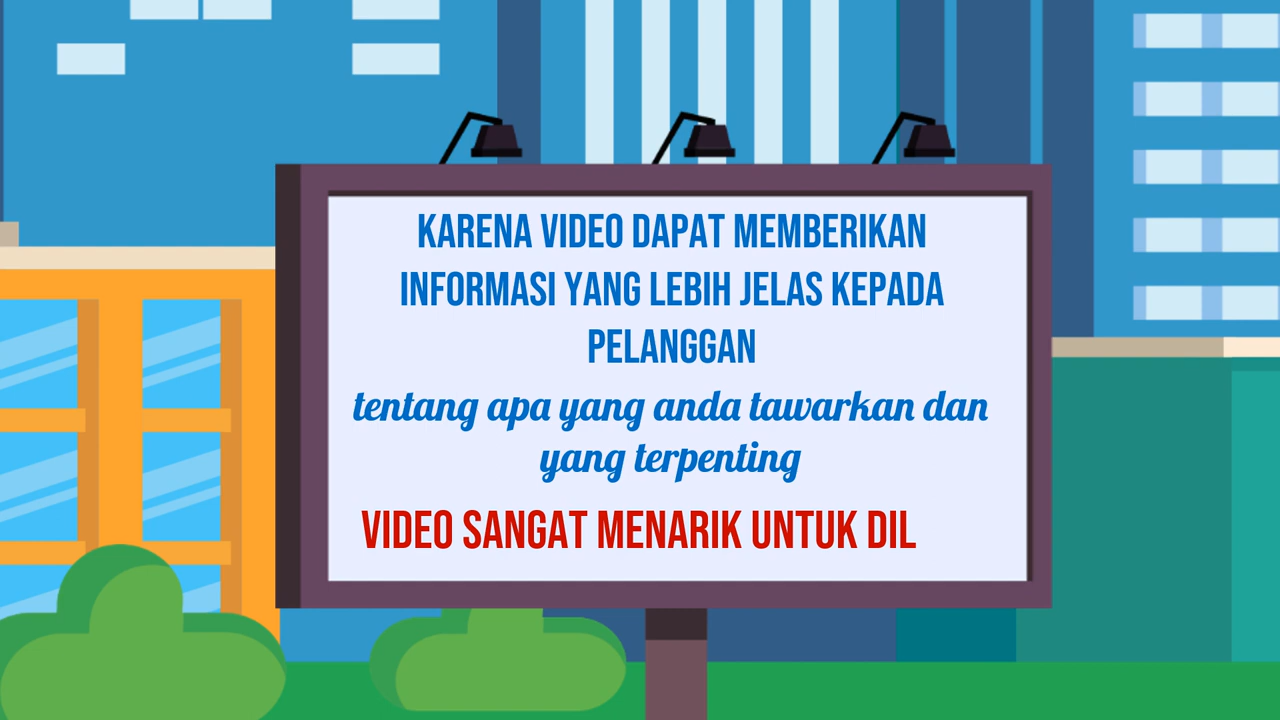 KARENA VIDEO DAPAT MEMBERIKAN
INFORMASI YANG LEBIH JELAS KEPADA
PELANGGAN
tentang apa yang anda tawarkan dan
yang terpenting
VIDEO SANGAT MENARIK UNTUK DIL